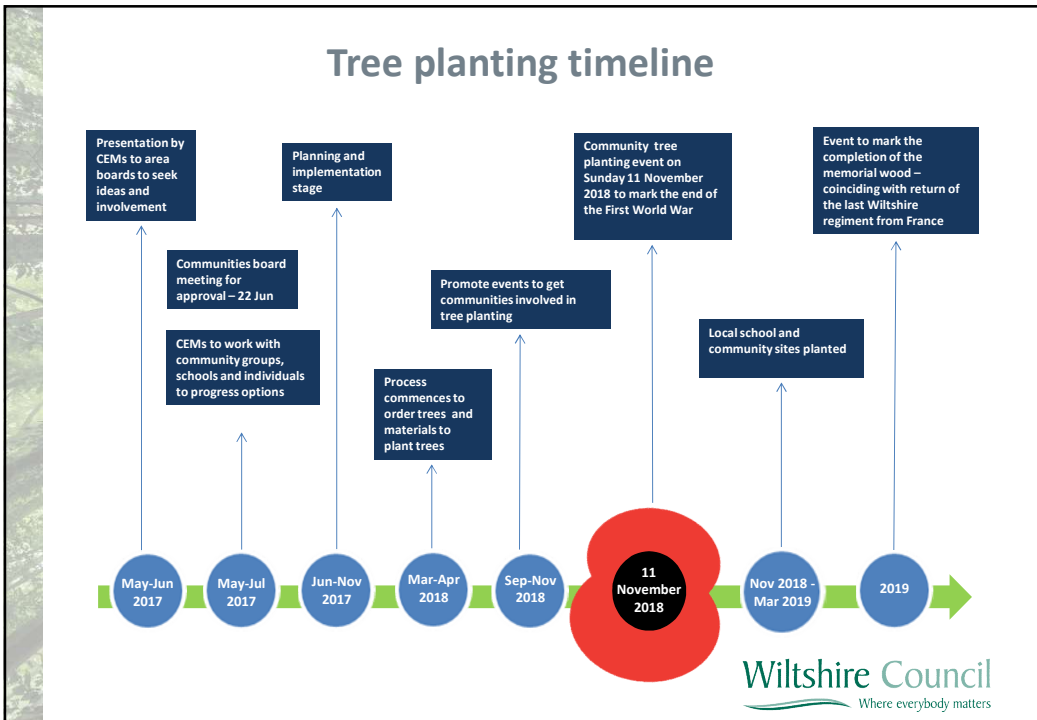 Tree planting timeline
Presentation by
CEMs to area
boards to seek
ideas and
involvement
Communities board
meeting for
approval – 22 Jun
CEMs to work with
community groups,
schools and individuals
to progress options
Planning and
implementation
stage
Process
commences to
order trees and
materials to
plant trees
Promote events to get
communities involved in
tree planting
Community tree
planting event on
Sunday 11 November
2018 to mark the end of
the First World War
Local school and
community sites planted
Event to mark the
completion of the
memorial wood –
coinciding with return of
the last Wiltshire
regiment from France
May-Jun
2017
May-Jul
2017
Jun-Nov
2017
Mar-Apr
2018
Sep-Nov
2018
11
November
2018
Nov 2018 -
Mar 2019
2019
Wiltshire Council
Where everybody matters